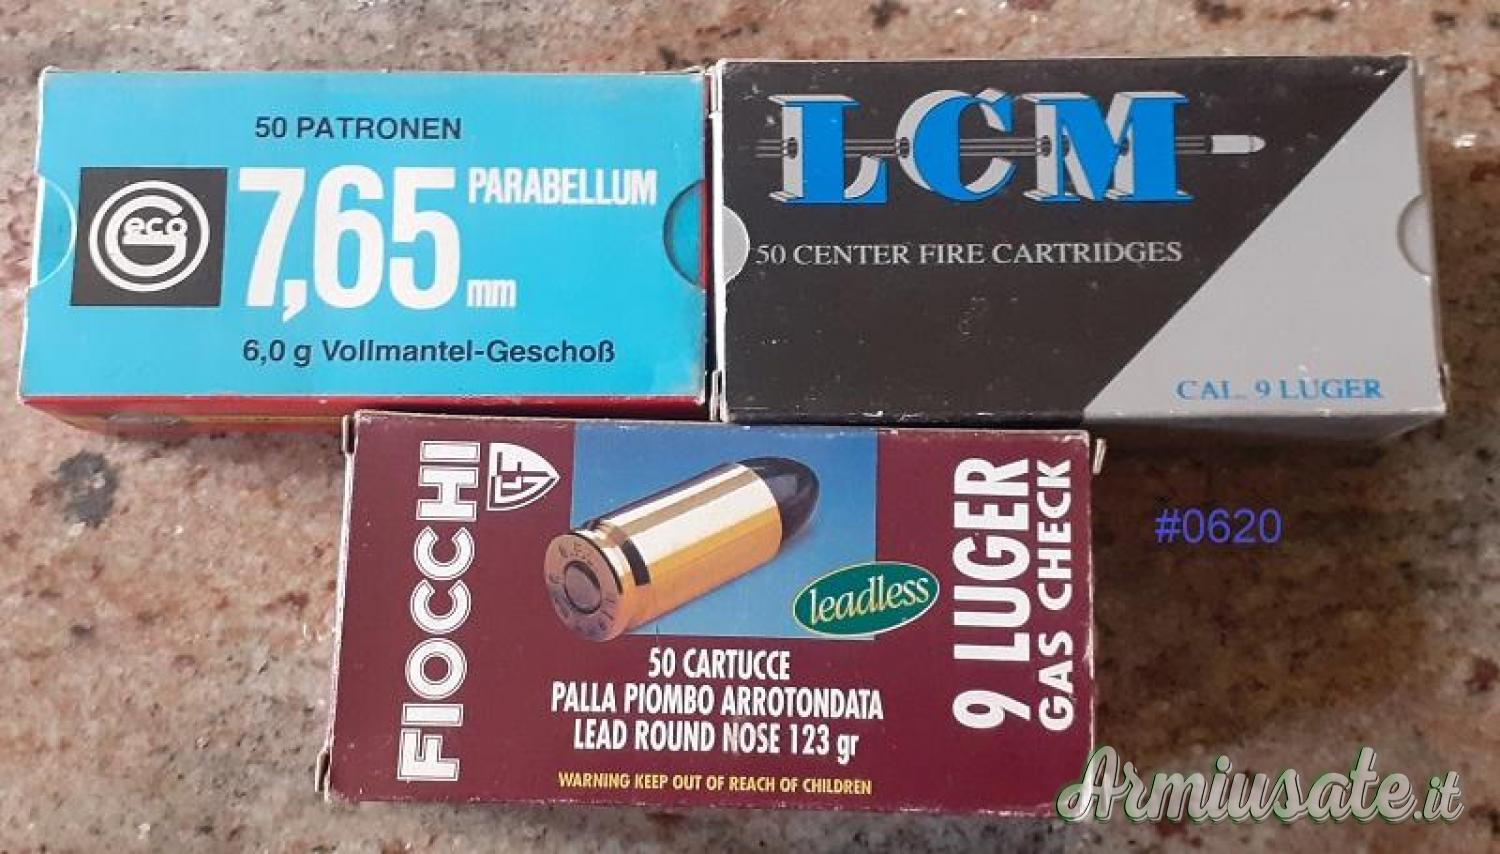 50 PATRONEN
Geco
7,65 PARABELLUM
mm
6,0 g Vollmantel-Geschoß
LCM
50 CENTER FIRE CARTRIDGES
CAL. 9 LUGER
FIOCCHI
GFL
leadless
9 LUGER
GAS CHECK
50 CARTUCCE
PALLA PIOMBO ARROTONDATA
LEAD ROUND NOSE 123 gr
WARNING KEEP OUT OF REACH OF CHILDREN
#0620
Armiusate.it